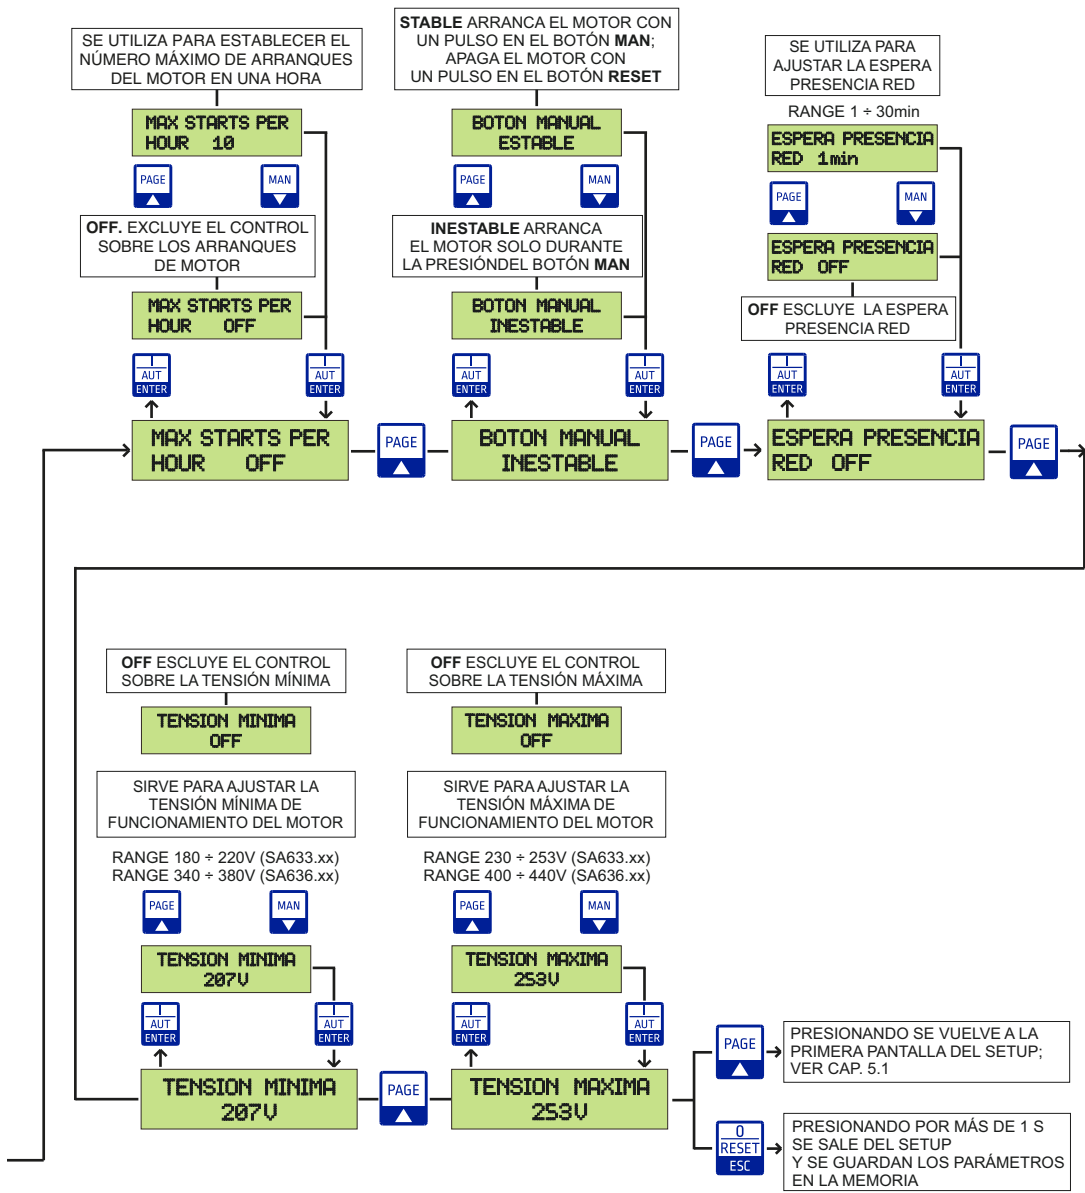 SE UTILIZA PARA ESTABLECER EL
NÚMERO MÁXIMO DE ARRANQUES
DEL MOTOR EN UNA HORA
MAX STARTS PER
HOUR 10
PAGE
MAN
OFF. EXCLUYE EL CONTROL
SOBRE LOS ARRANQUES
DE MOTOR
MAX STARTS PER
HOUR OFF
I
AUT
ENTER
I
AUT
ENTER
MAX STARTS PER
HOUR OFF
PAGE
STABLE ARRANCA EL MOTOR CON
UN PULSO EN EL BOTÓN MAN;
APAGA EL MOTOR CON
UN PULSO EN EL BOTÓN RESET
BOTON MANUAL
ESTABLE
PAGE
MAN
INESTABLE ARRANCA
EL MOTOR SOLO DURANTE
LA PRESIÓNDEL BOTÓN MAN
BOTON MANUAL
INESTABLE
I
AUT
ENTER
I
AUT
ENTER
BOTON MANUAL
INESTABLE
PAGE
SE UTILIZA PARA
AJUSTAR LA ESPERA
PRESENCIA RED
RANGE 1 ÷ 30min
ESPERA PRESENCIA
RED 1min
PAGE
MAN
ESPERA PRESENCIA
RED OFF
OFF ESCLUYE LA ESPERA
PRESENCIA RED
I
AUT
ENTER
I
AUT
ENTER
ESPERA PRESENCIA
RED OFF
PAGE
OFF ESCLUYE EL CONTROL
SOBRE LA TENSIÓN MÍNIMA
TENSION MINIMA
OFF
SIRVE PARA AJUSTAR LA
TENSIÓN MÍNIMA DE
FUNCIONAMIENTO DEL MOTOR
RANGE 180 ÷ 220V (SA633.xx)
RANGE 340 ÷ 380V (SA636.xx)
PAGE
MAN
TENSION MINIMA
207V
I
AUT
ENTER
I
AUT
ENTER
TENSION MINIMA
207V
PAGE
OFF ESCLUYE EL CONTROL
SOBRE LA TENSIÓN MÁXIMA
TENSION MAXIMA
OFF
SIRVE PARA AJUSTAR LA
TENSIÓN MÁXIMA DE
FUNCIONAMIENTO DEL MOTOR
RANGE 230 ÷ 253V (SA633.xx)
RANGE 400 ÷ 440V (SA636.xx)
PAGE
MAN
TENSION MAXIMA
253V
I
AUT
ENTER
I
AUT
ENTER
TENSION MAXIMA
253V
PAGE
PRESIONANDO SE VUELVE A LA
PRIMERA PANTALLA DEL SETUP;
VER CAP. 5.1
0
RESET
ESC
PRESIONANDO POR MÁS DE 1 S
SE SALE DEL SETUP
Y SE GUARDAN LOS PARÁMETROS
EN LA MEMORIA